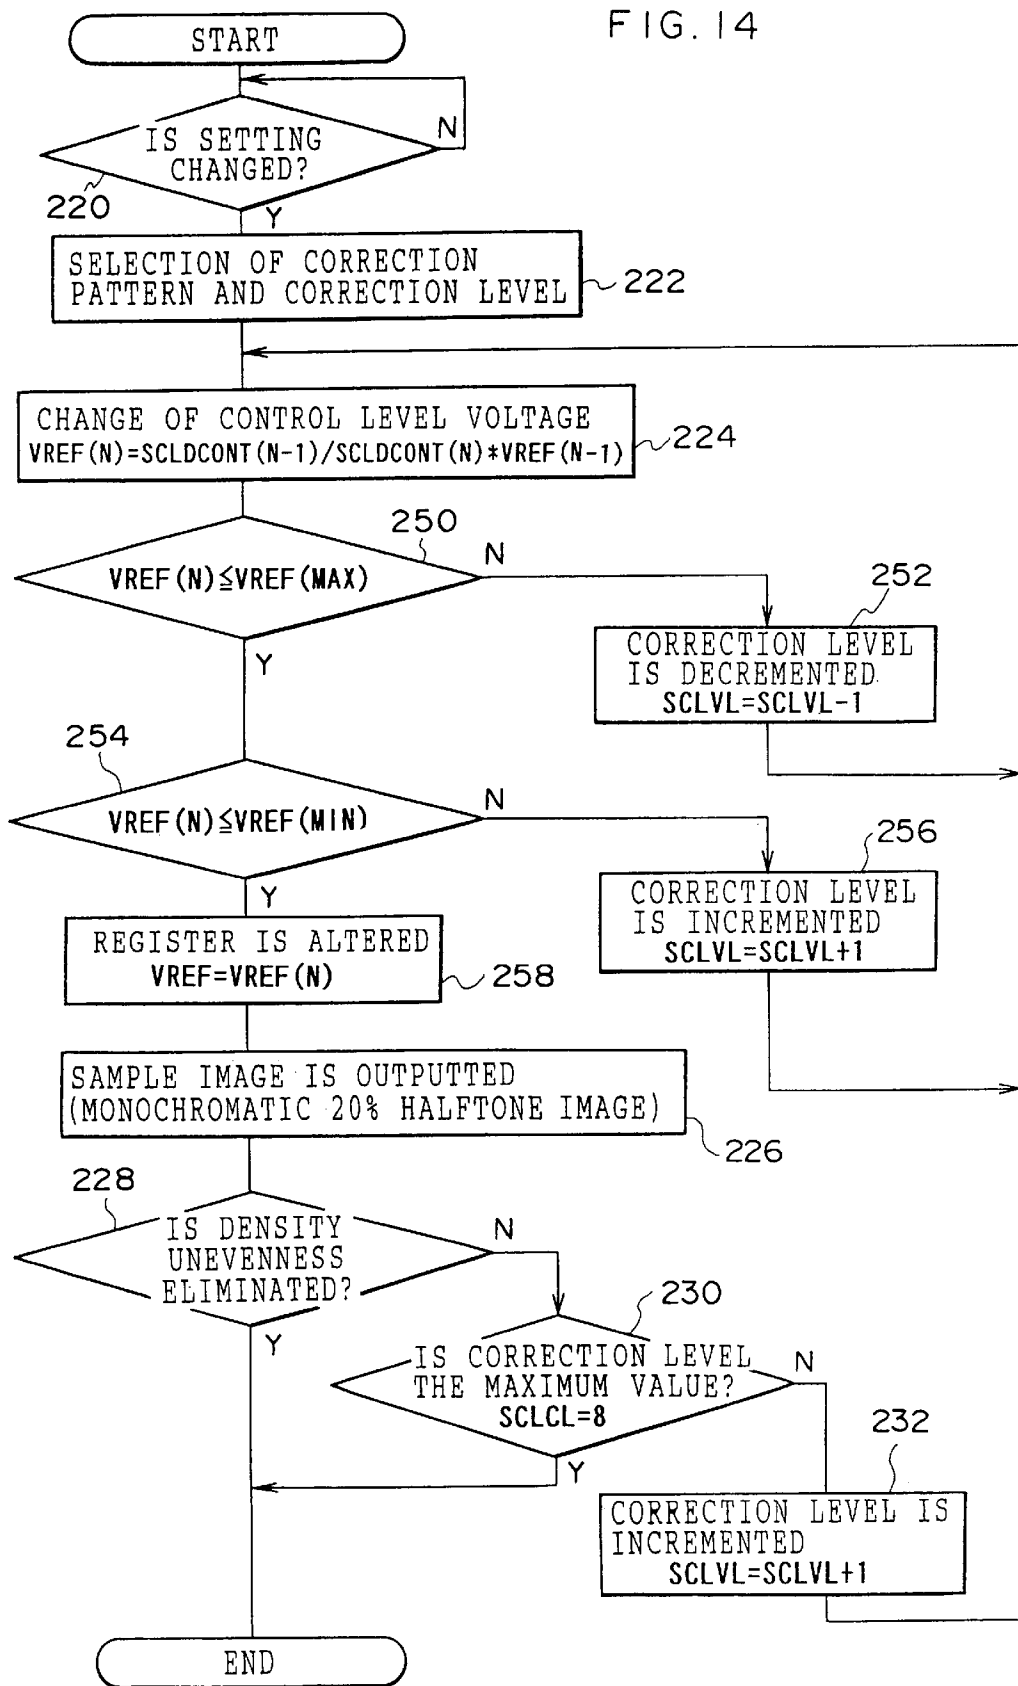 FIG. 14
START
IS SETTING
CHANGED?
N
220
Y
SELECTION OF CORRECTION
PATTERN AND CORRECTION LEVEL
222
CHANGE OF CONTROL LEVEL VOLTAGE
VREF(N)=SCLDCONT(N-1)/SCLDCONT(N)*VREF(N-1)
224
250
VREF(N)≦VREF(MAX)
N
Y
252
CORRECTION LEVEL
IS DECREMENTED
SCLVL=SCLVL-1
254
VREF(N)≦VREF(MIN)
N
Y
256
CORRECTION LEVEL
IS INCREMENTED
SCLVL=SCLVL+1
REGISTER IS ALTERED
VREF=VREF(N)
258
SAMPLE IMAGE IS OUTPUTTED
(MONOCHROMATIC 20% HALFTONE IMAGE)
226
228
IS DENSITY
UNEVENNESS
ELIMINATED?
N
Y
230
IS CORRECTION LEVEL
THE MAXIMUM VALUE?
SCLCL=8
N
Y
232
CORRECTION LEVEL IS
INCREMENTED
SCLVL=SCLVL+1
END